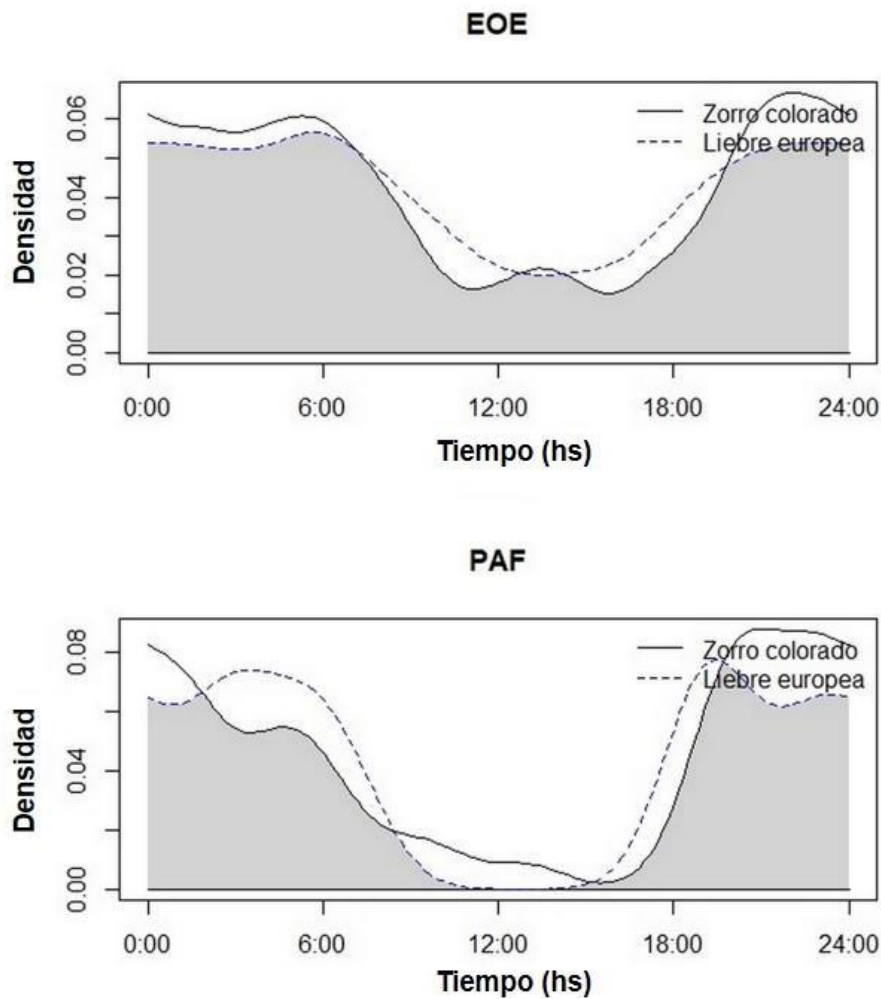 EOE
Densidad
0.00
0.02
0.04
0.06
Zorro colorado
Liebre europea
0:00
6:00
12:00
18:00
24:00
Tiempo (hs)
PAF
Densidad
0.00
0.04
0.08
Zorro colorado
Liebre europea
0:00
6:00
12:00
18:00
24:00
Tiempo (hs)